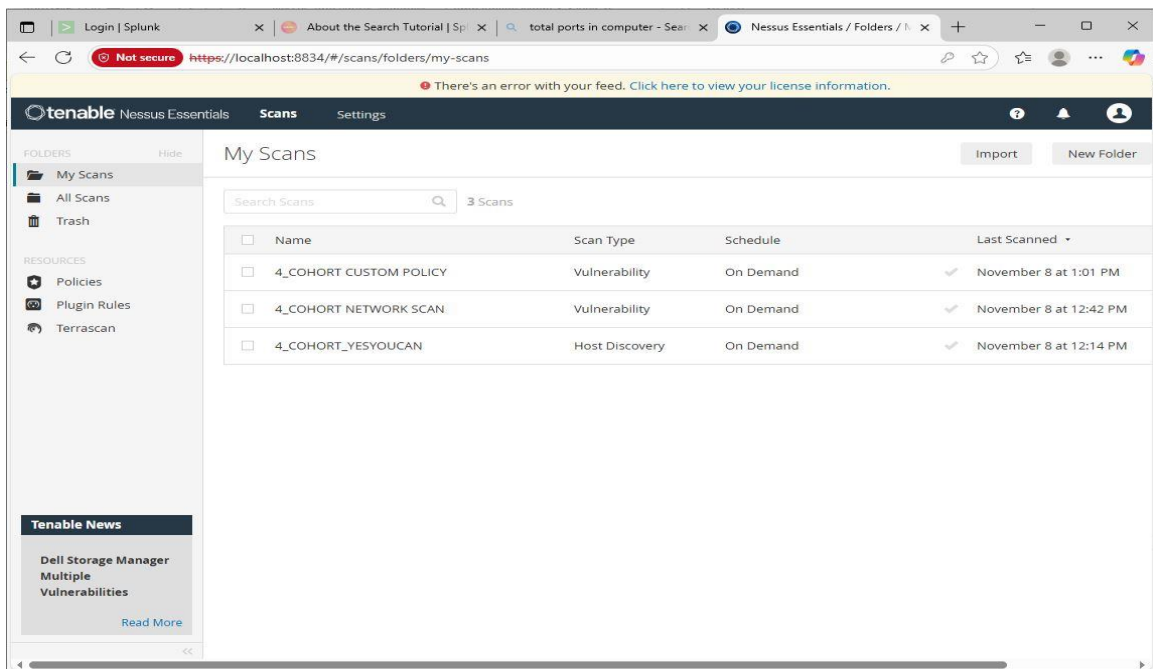 Login | Splunk
About the Search Tutorial | Sp
total ports in computer - Sear
Nessus Essentials / Folders / M
Not secure https://localhost:8834/#/scans/folders/my-scans
There's an error with your feed. Click here to view your license information.
tenable Nessus Essentials Scans Settings
FOLDERS Hide
My Scans
All Scans
Trash
RESOURCES
Policies
Plugin Rules
Terrascan
Tenable News
Dell Storage Manager
Multiple
Vulnerabilities
Read More
My Scans
Import New Folder
Search Scans 3 Scans
Name Scan Type Schedule Last Scanned
4_COHORT CUSTOM POLICY Vulnerability On Demand November 8 at 1:01 PM
4_COHORT NETWORK SCAN Vulnerability On Demand November 8 at 12:42 PM
4_COHORT_YESYOUCAN Host Discovery On Demand November 8 at 12:14 PM